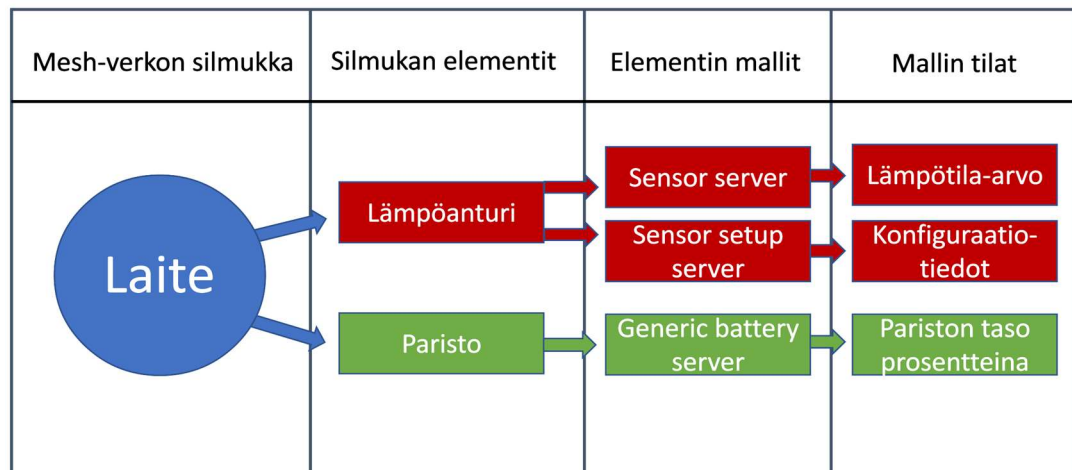 Mesh-verkon silmukka
Silmukan elementit
Elementin mallit
Mallin tilat
Laite
Lämpöanturi
Sensor server
Lämpötila-arvo
Sensor setup
server
Konfiguraatio-
tiedot
Paristo
Generic battery
server
Pariston taso
prosentteina